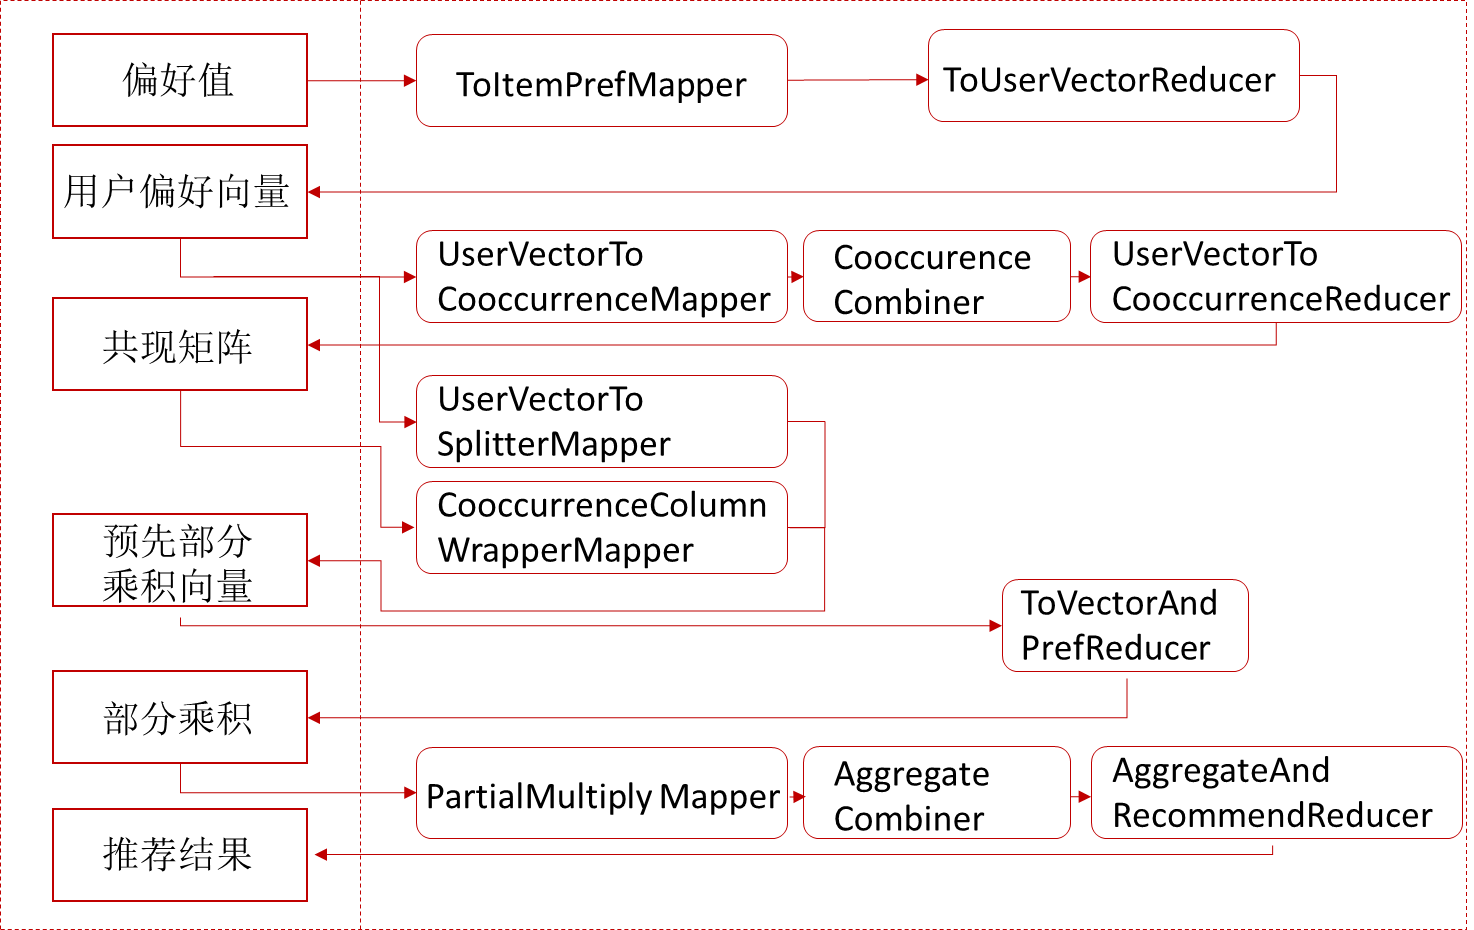 偏好值
ToItemPrefMapper
ToUserVectorReducer
用户偏好向量
UserVectorTo
CooccurrenceMapper
Cooccurence
Combiner
UserVectorTo
CooccurrenceReducer
共现矩阵
UserVectorTo
SplitterMapper
CooccurrenceColumn
WrapperMapper
预先部分
乘积向量
ToVectorAnd
PrefReducer
部分乘积
PartialMultiply Mapper
Aggregate
Combiner
AggregateAnd
RecommendReducer
推荐结果